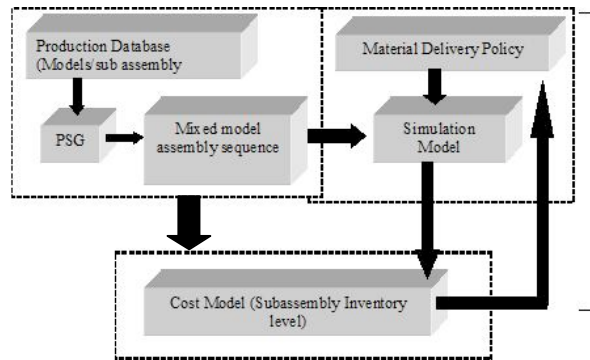 Production Database
(Models/sub assembly
Material Delivery Policy
PSG
Mixed model
assembly sequence
Simulation
Model
Cost Model (Subassembly Inventory
level)